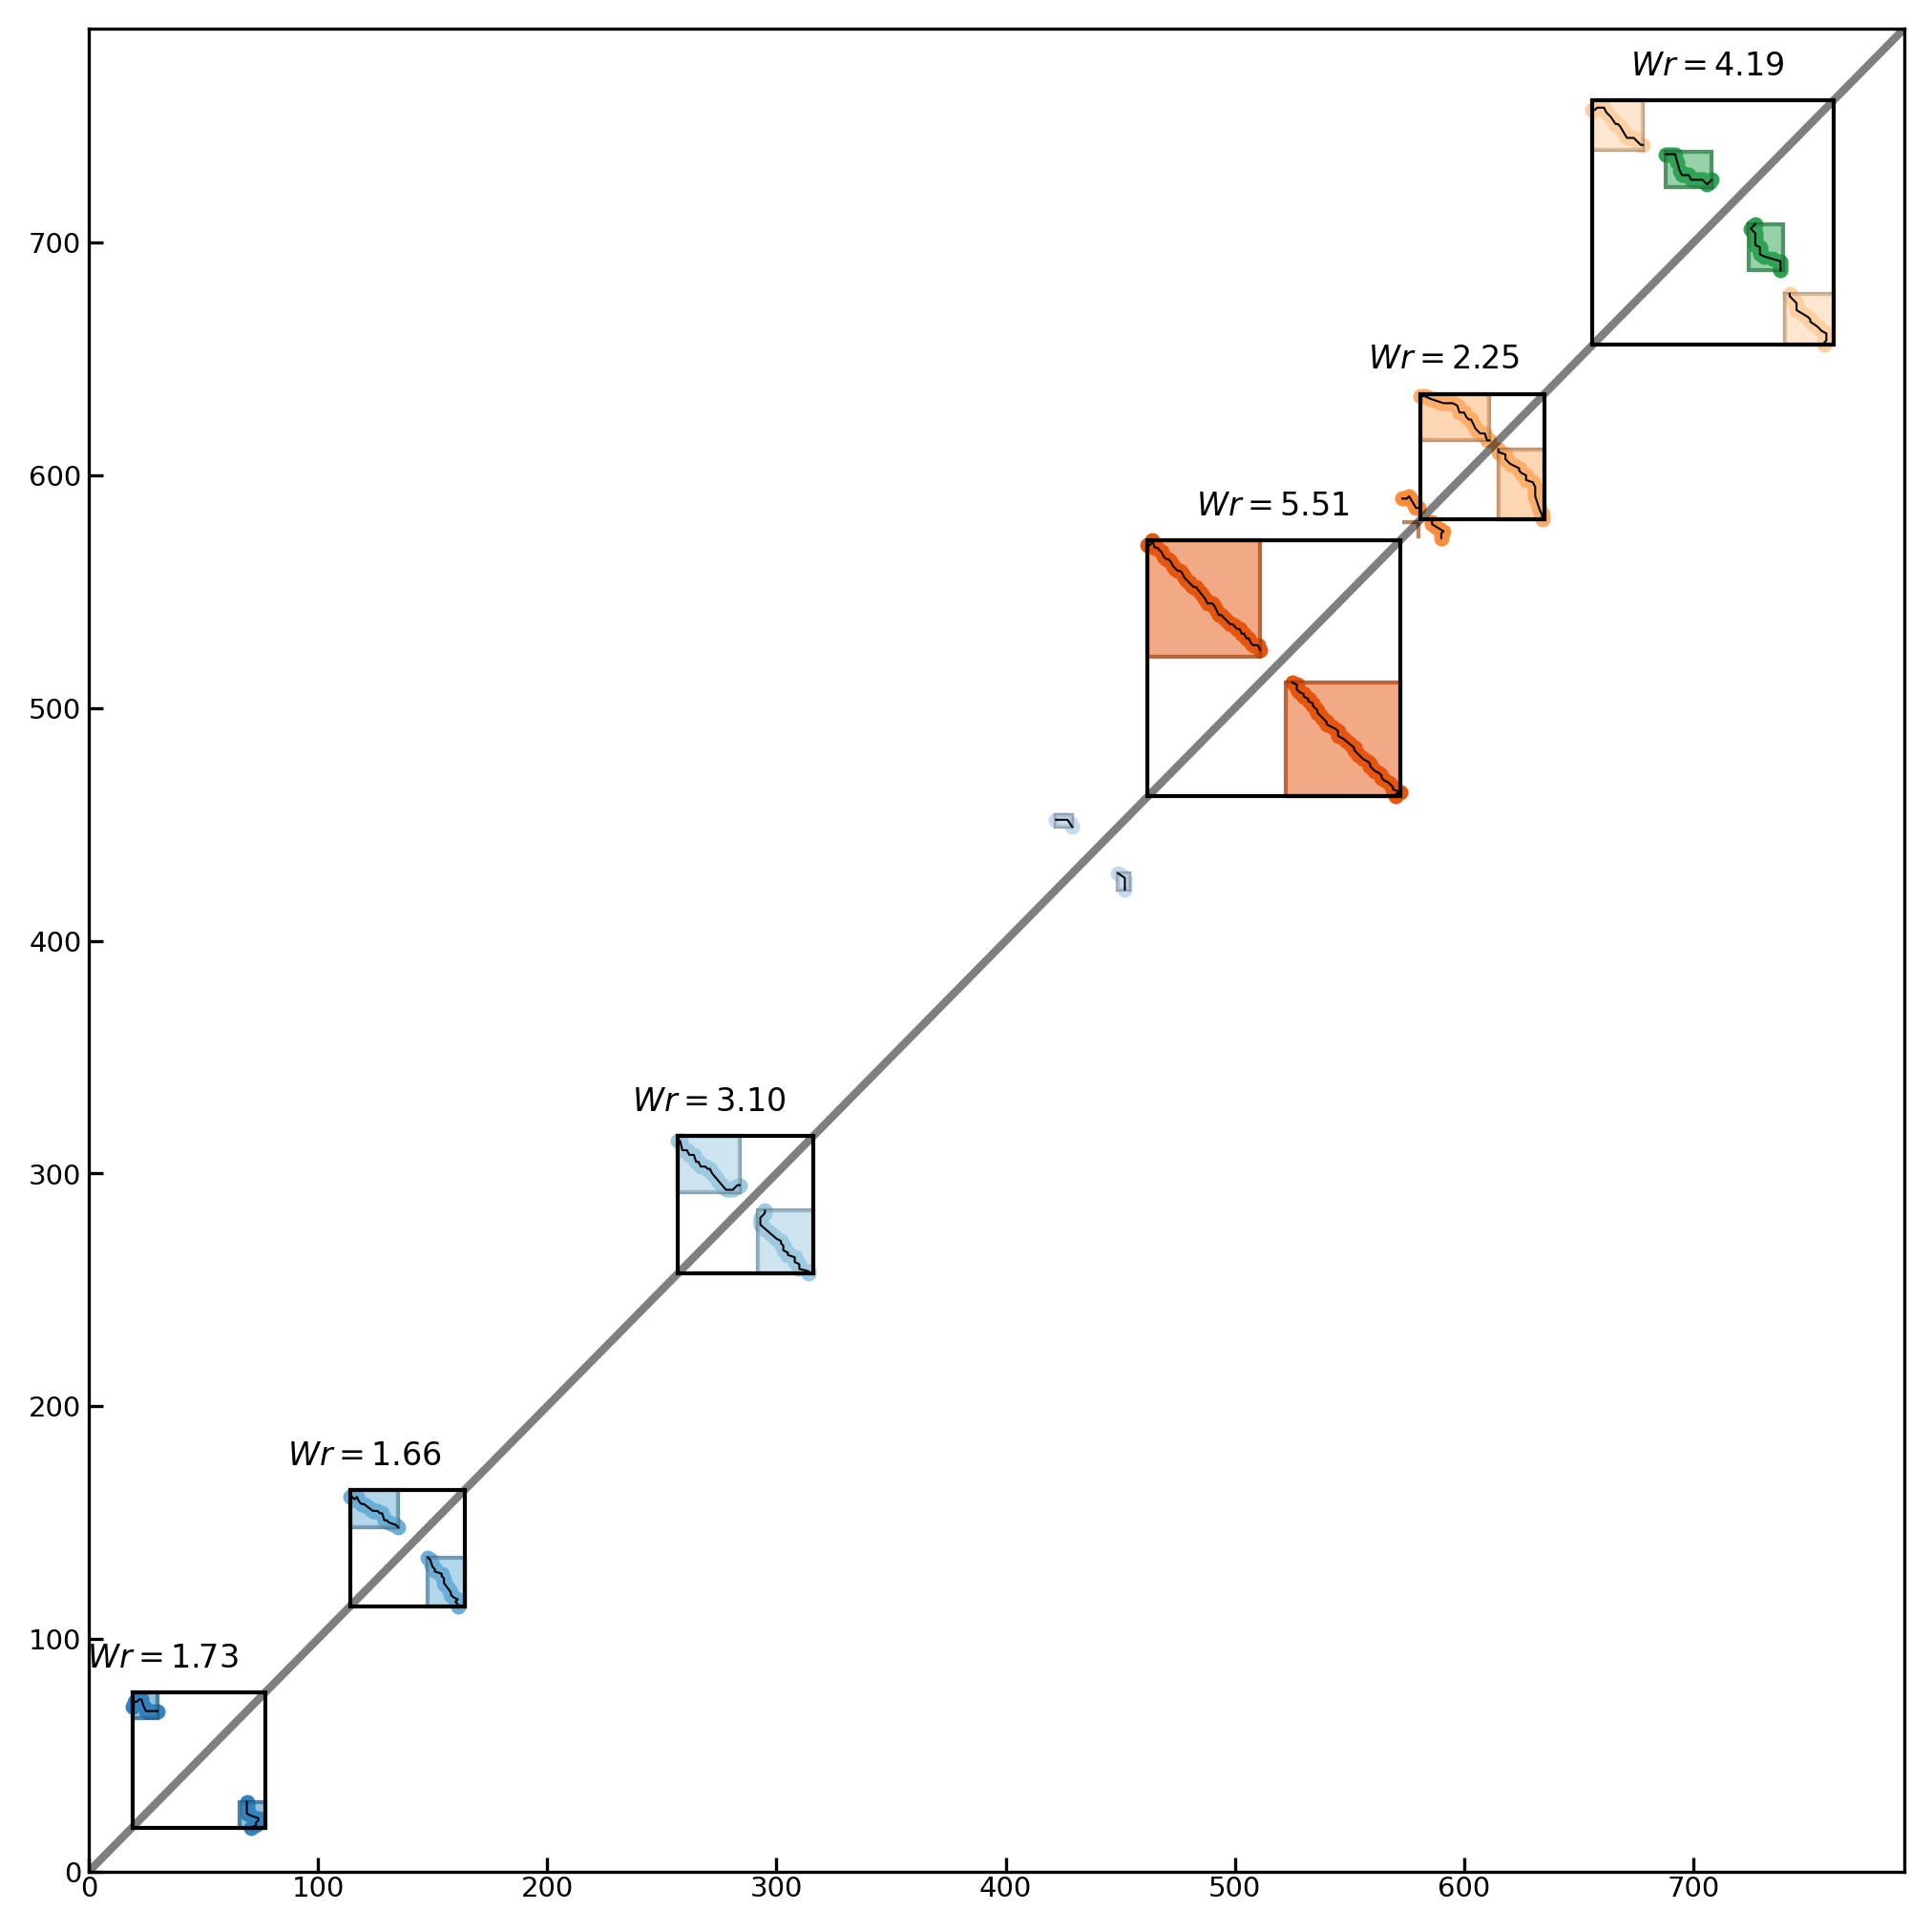 Wr = 4.19
700
Wr = 2.25
600
Wr = 5.51
500
400
Wr = 3.10
300
200
Wr = 1.66
100
Wr = 1.73
0
0 100 200 300 400 500 600 700